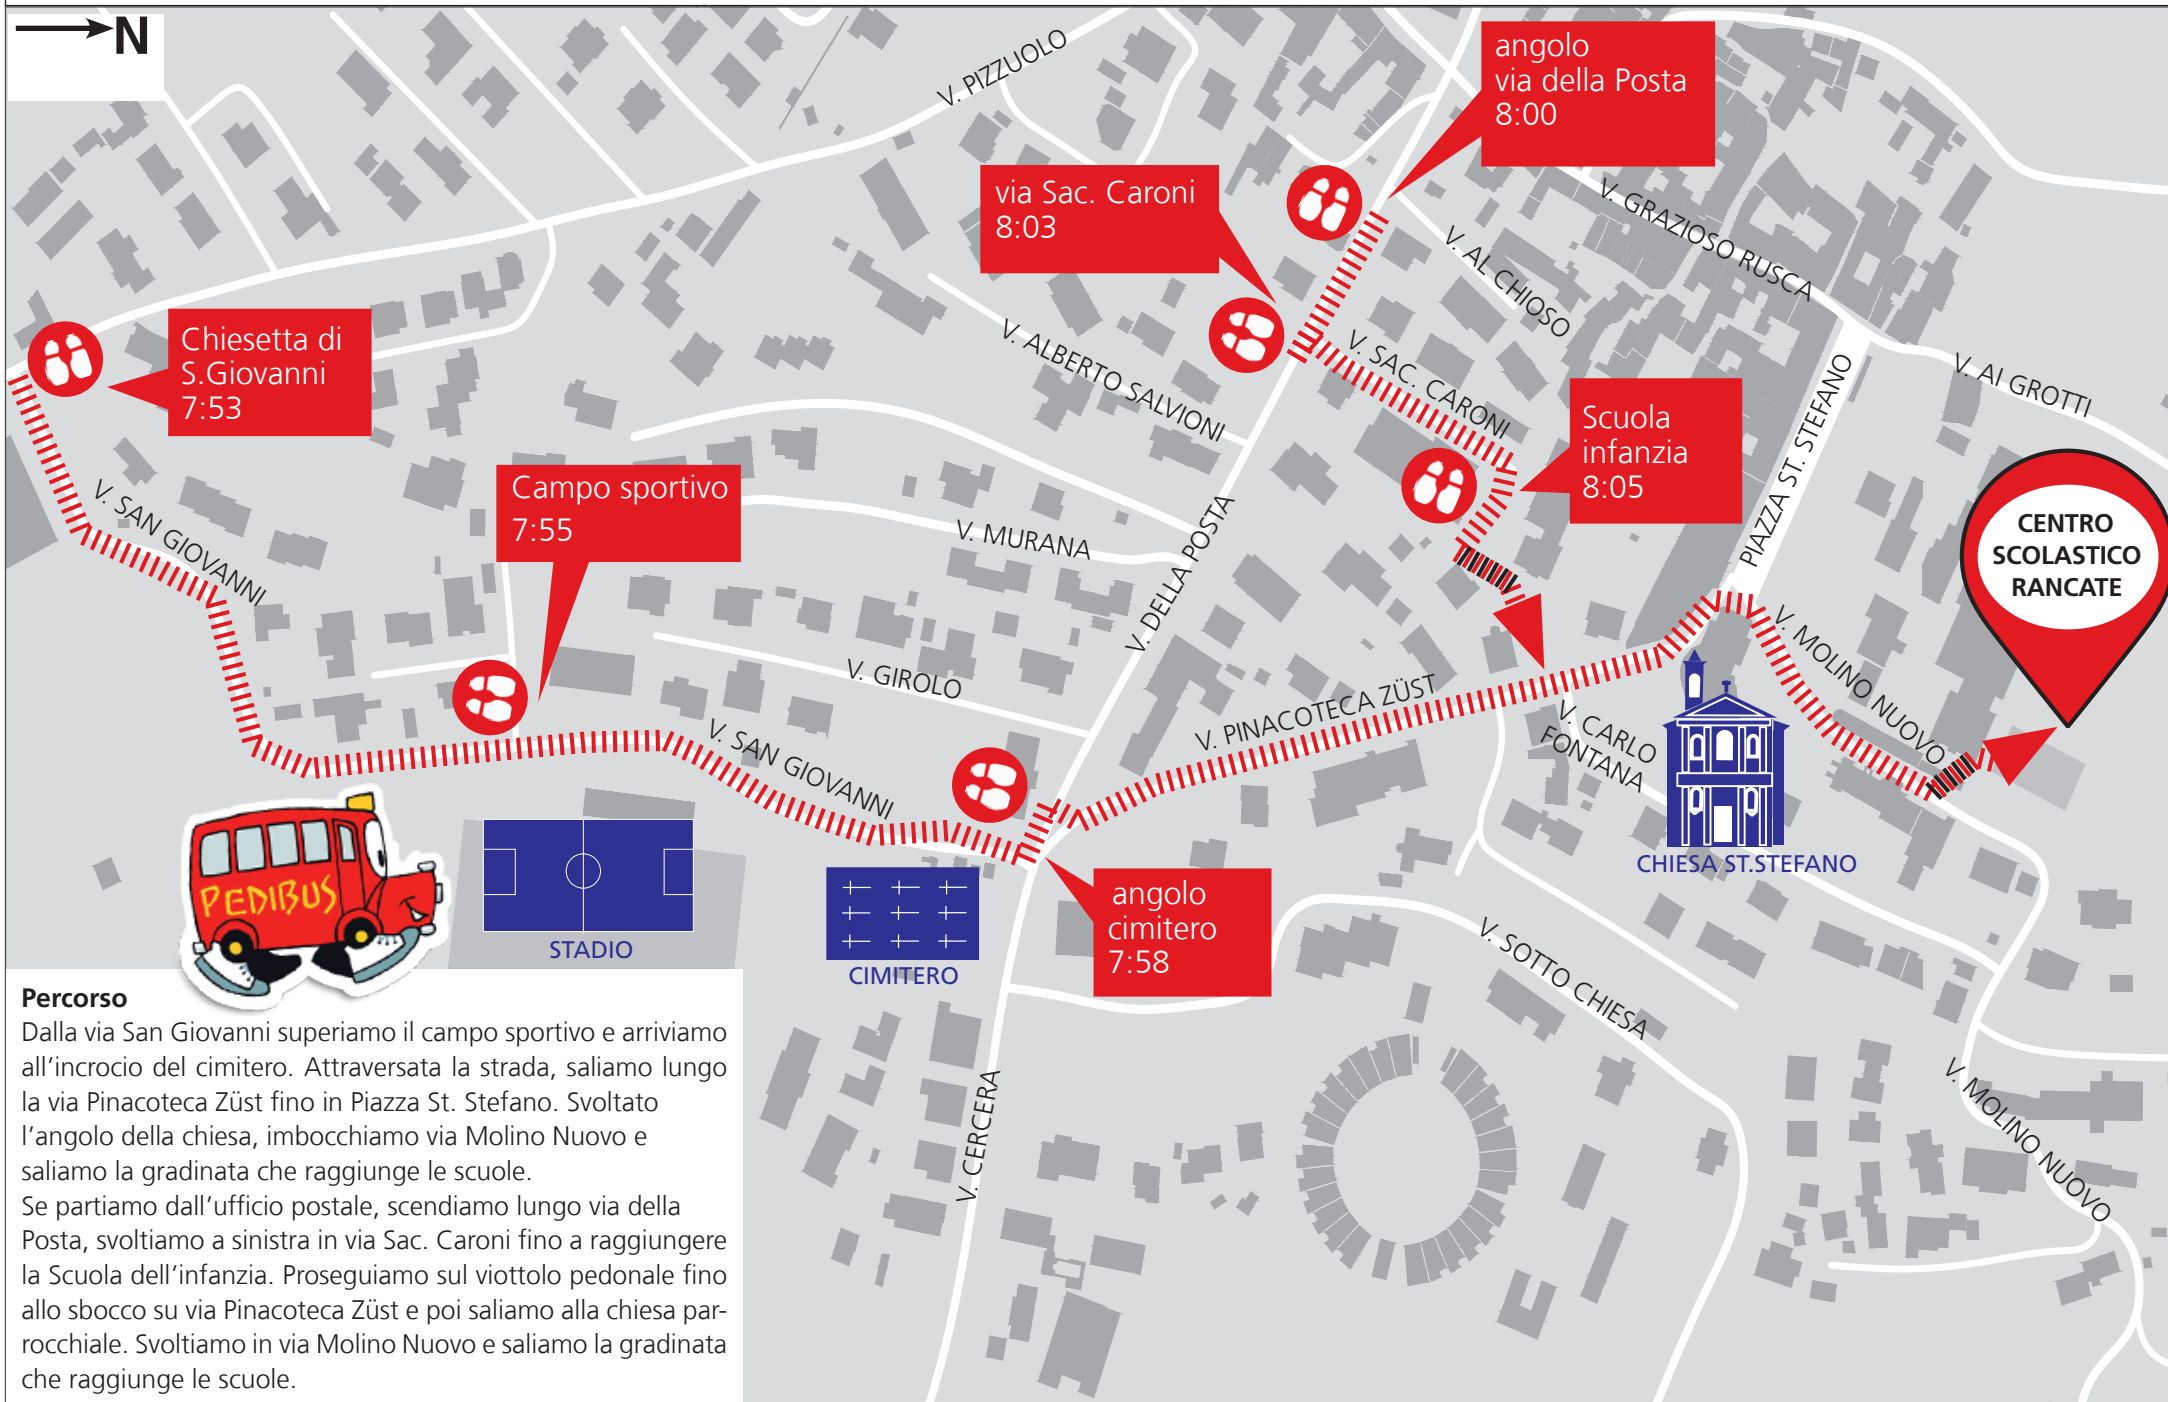 N
V. PIZZUOLO
angolo
via della Posta
8:00
via Sac. Caroni
8:03
V. GRAZIOSO RUSCA
V. AL CHIOSO
Chiesetta di
S.Giovanni
7:53
V. ALBERTO SALVIONI
V. SAC. CARONI
PIAZZA ST. STEFANO
V. AI GROTTI
Scuola
infanzia
8:05
Campo sportivo
7:55
V. SAN GIOVANNI
V. MURANA
V. DELLA POSTA
CENTRO
SCOLASTICO
RANCATE
V. GIROLO
V. SAN GIOVANNI
V. PINACOTECA ZÜST
V. CARLO
FONTANA
V. MOLINO NUOVO
CHIESA ST.STEFANO
PEDIBUS
STADIO
CIMITERO
angolo
cimitero
7:58
V. SOTTO CHIESA
V. CERCERA
V. MOLINO NUOVO
Percorso
Dalla via San Giovanni superiamo il campo sportivo e arriviamo
all'incrocio del cimitero. Attraversata la strada, saliamo lungo
la via Pinacoteca Züst fino in Piazza St. Stefano. Svoltato
l'angolo della chiesa, imbocchiamo via Molino Nuovo e
saliamo la gradinata che raggiunge le scuole.
Se partiamo dall'ufficio postale, scendiamo lungo via della
Posta, svoltiamo a sinistra in via Sac. Caroni fino a raggiungere
la Scuola dell'infanzia. Proseguiamo sul viottolo pedonale fino
allo sbocco su via Pinacoteca Züst e poi saliamo alla chiesa par-
rocchiale. Svoltiamo in via Molino Nuovo e saliamo la gradinata
che raggiunge le scuole.